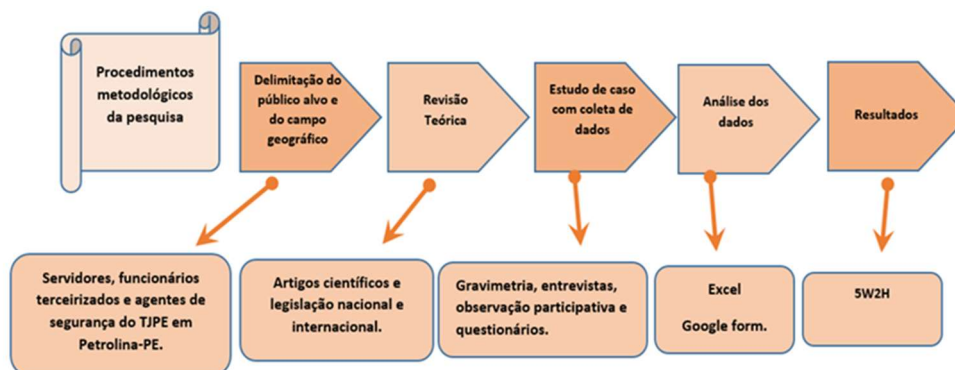 Procedimentos
metodológicos
da pesquisa
Delimitação do
público alvo e
do campo
geográfico
Revisão
Teórica
Estudo de caso
com coleta de
dados
Análise dos
dados
Resultados
Servidores, funcionários
terceirizados e agentes de
segurança do TJPE em
Petrolina-PE.
Artigos científicos e
legislação nacional e
internacional.
Gravimetria, entrevistas,
observação participativa e
questionários.
Excel
Google form.
5W2H